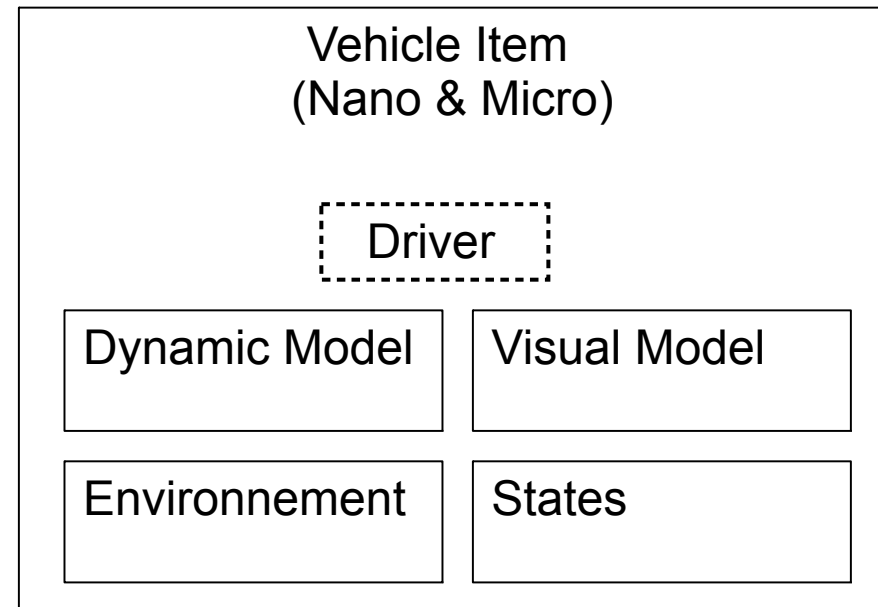 Vehicle Item
(Nano & Micro)
Driver
Dynamic Model
Visual Model
Environnement
States